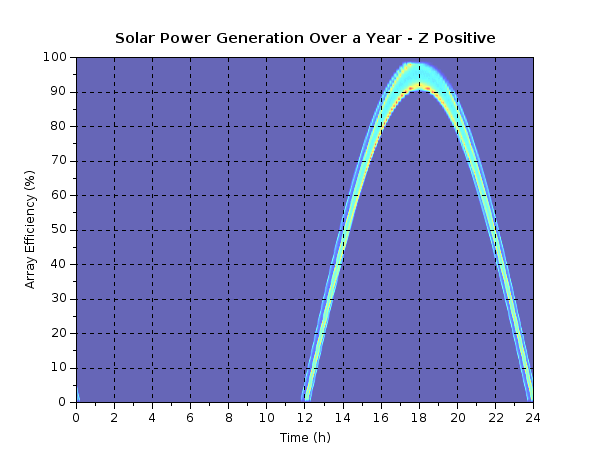 Solar Power Generation Over a Year - Z Positive
100
90
80
70
60
50
40
30
20
10
0
Array Efficiency (%)
0 2 4 6 8 10 12 14 16 18 20 22 24
Time (h)